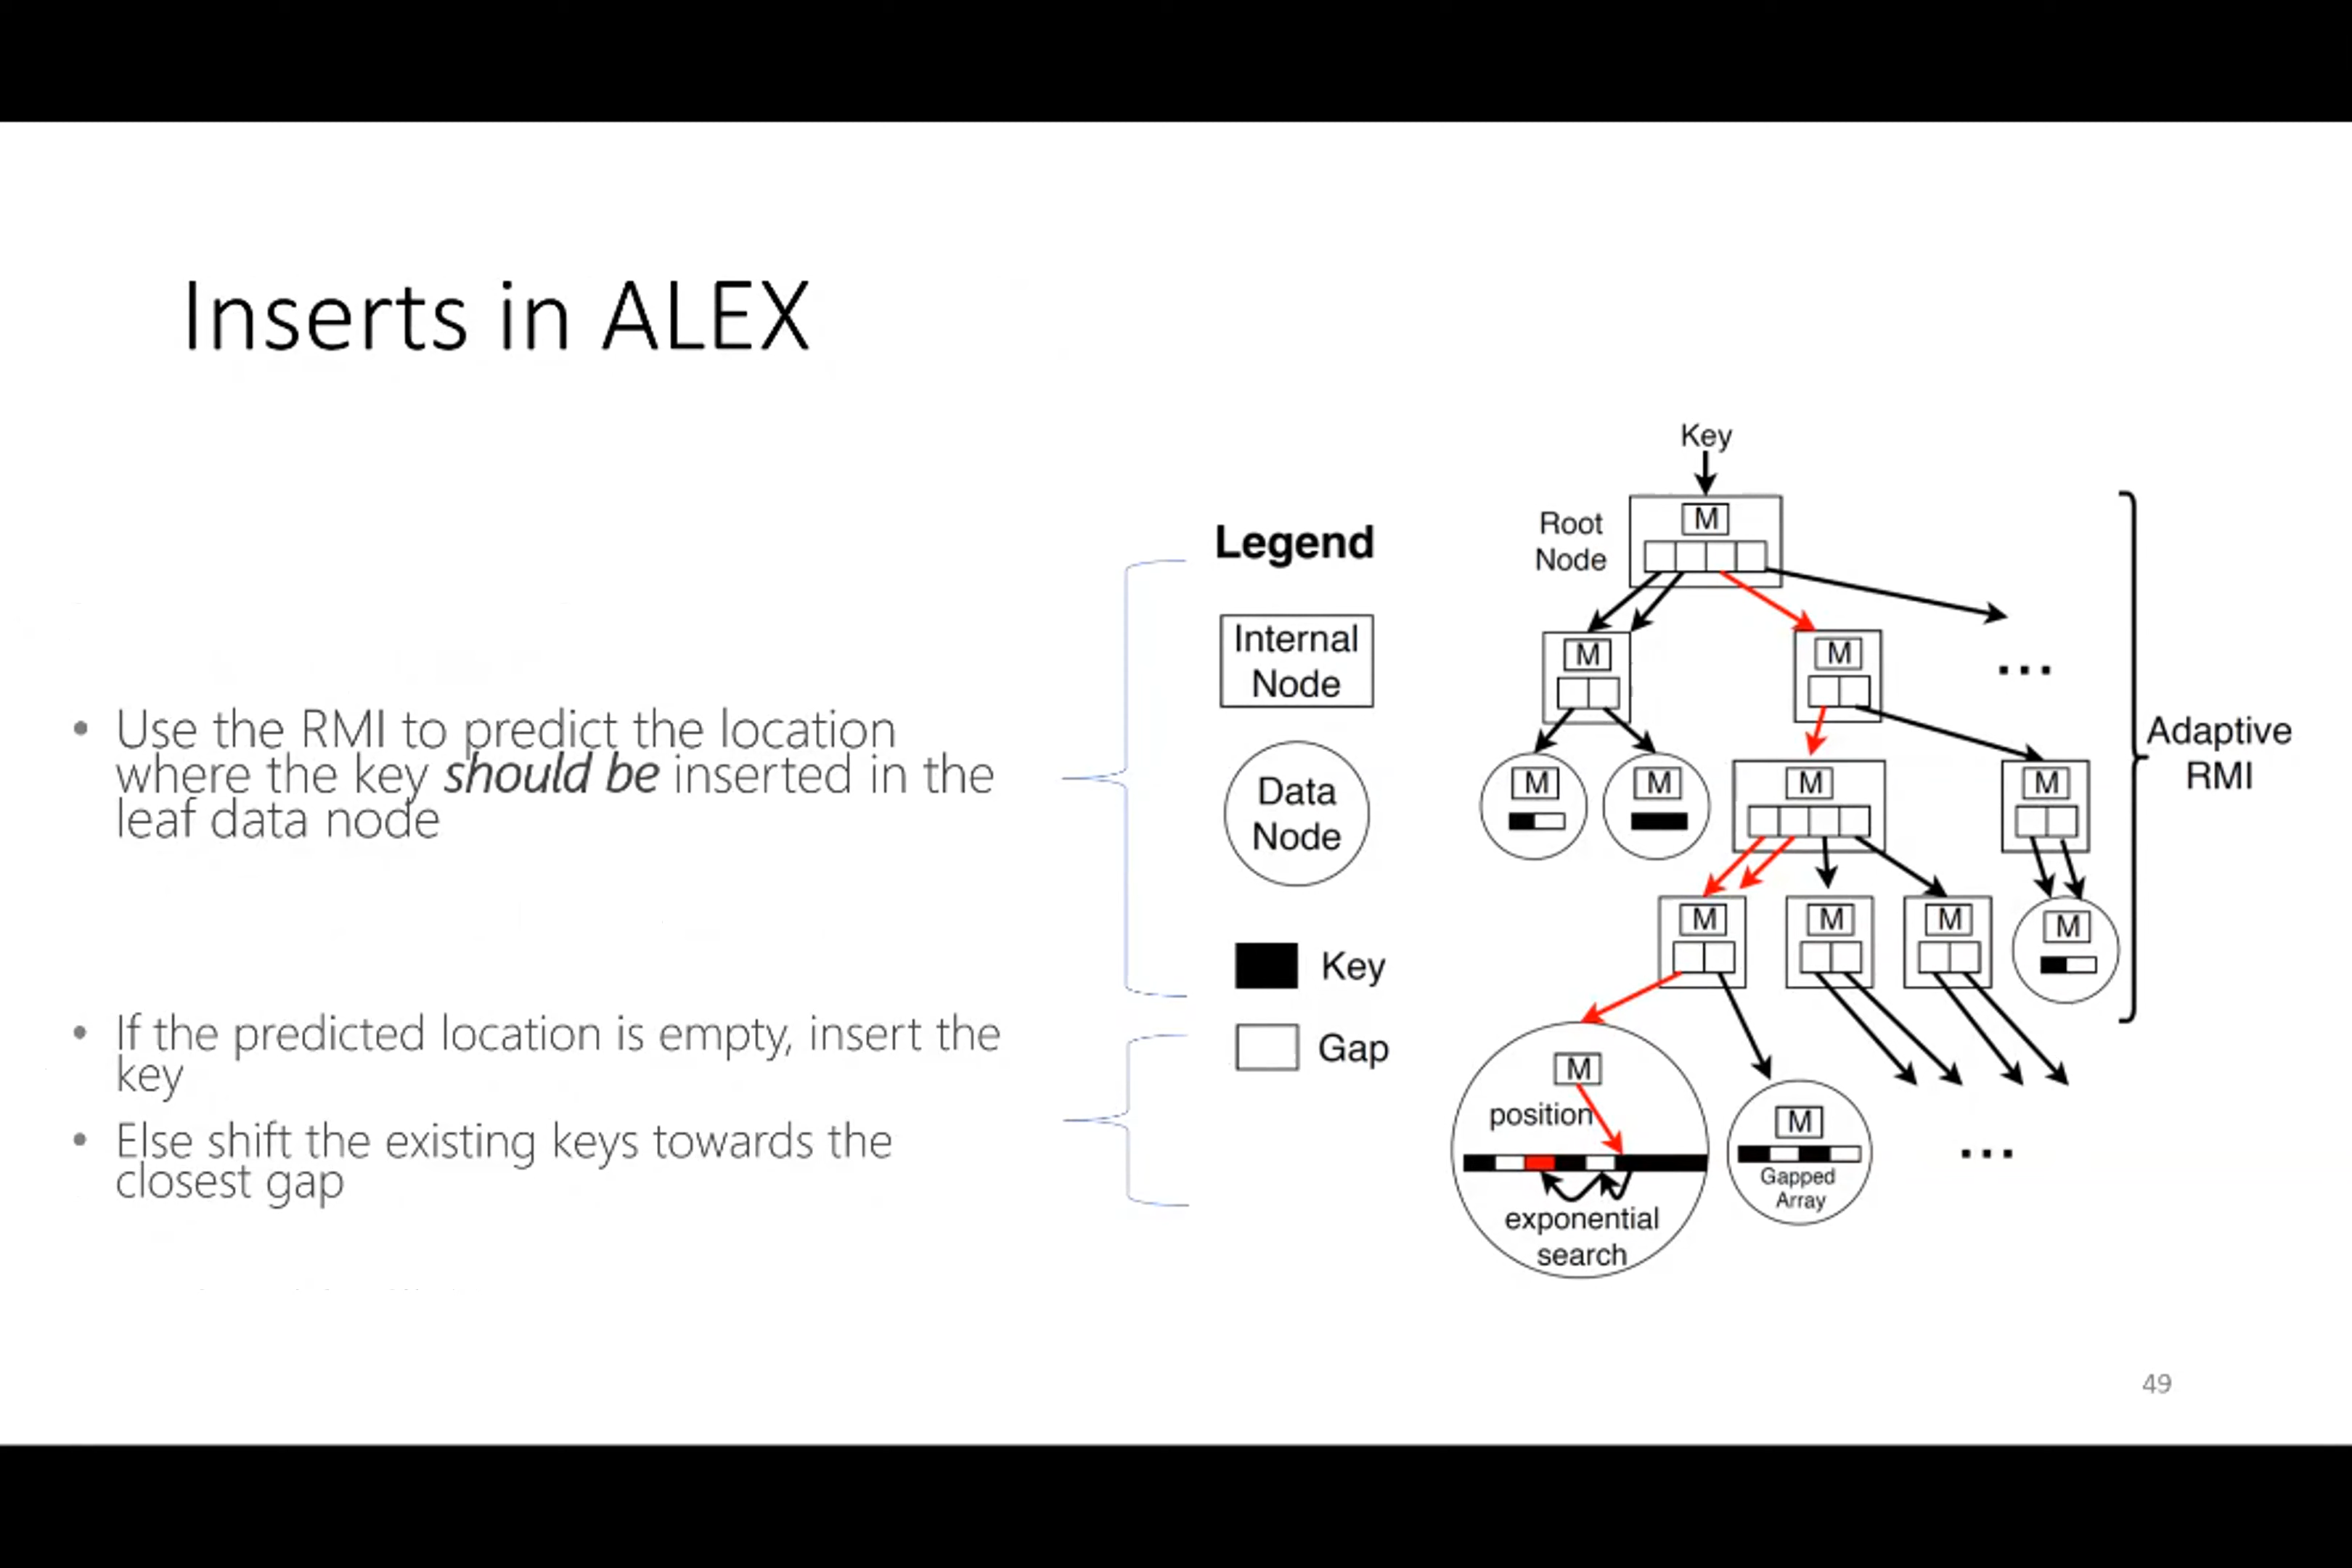 Inserts in ALEX
• Use the RMI to predict the location
where the key should be inserted in the
leaf data node
• If the predicted location is empty, insert the
key
• Else shift the existing keys towards the
closest gap
Legend
Internal
Node
Data
Node
Key
Gap
Key
Root
Node
M
M
M
...
M
M
M
M
M
M
M
M
Adaptive
RMI
M
position
exponential
search
M
Gapped
Array
...
49